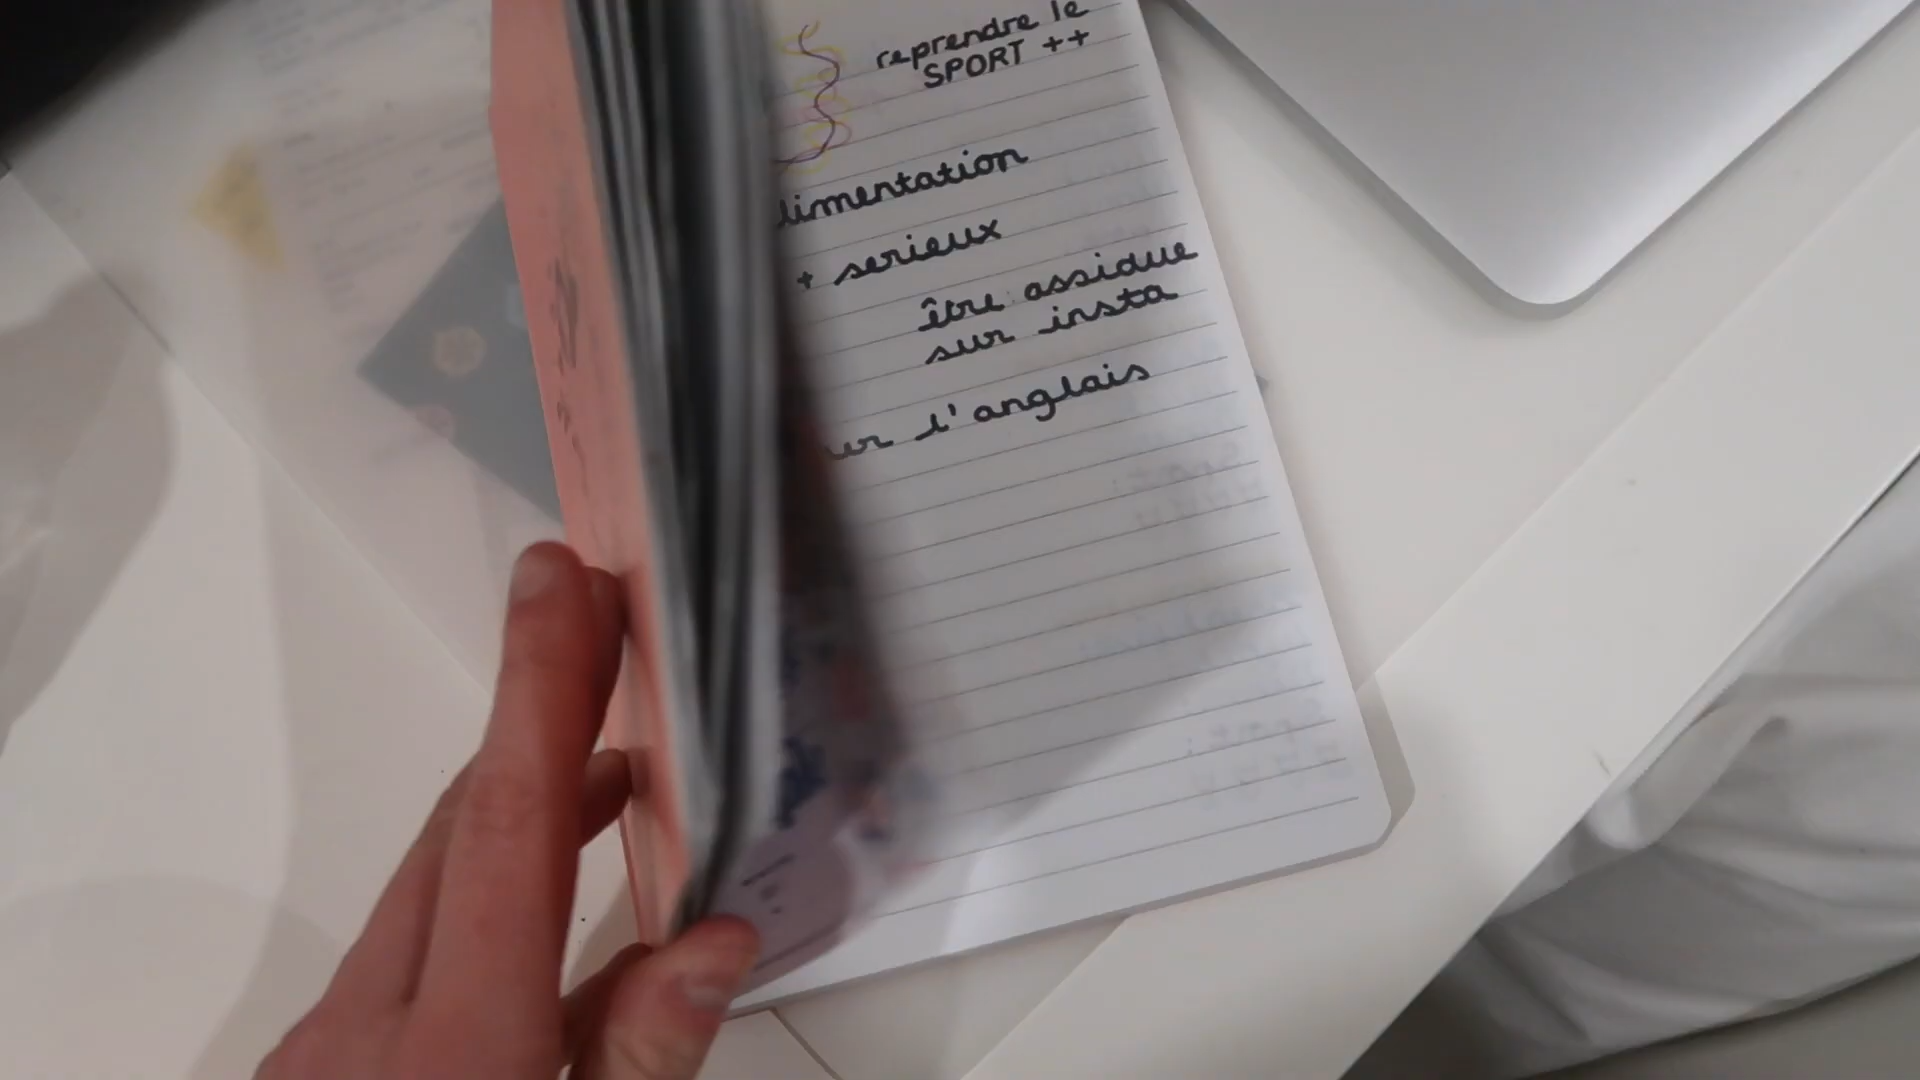 reprendre le
SPORT ++
limentation
+ serieux
être assidue
sur insta
ur l'anglais